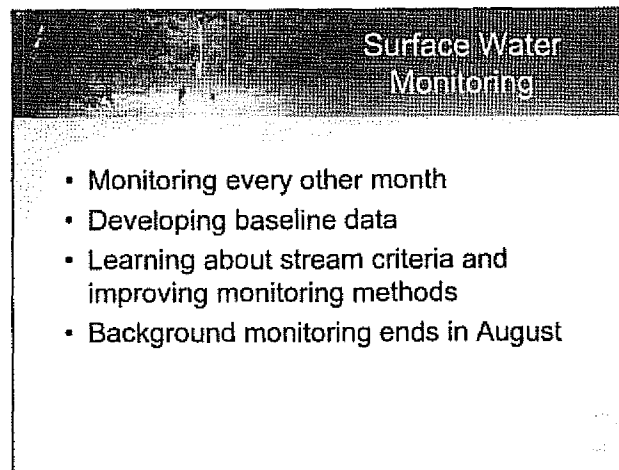 Surface Water
Monitoring
• Monitoring every other month
• Developing baseline data
• Learning about stream criteria and
improving monitoring methods
• Background monitoring ends in August